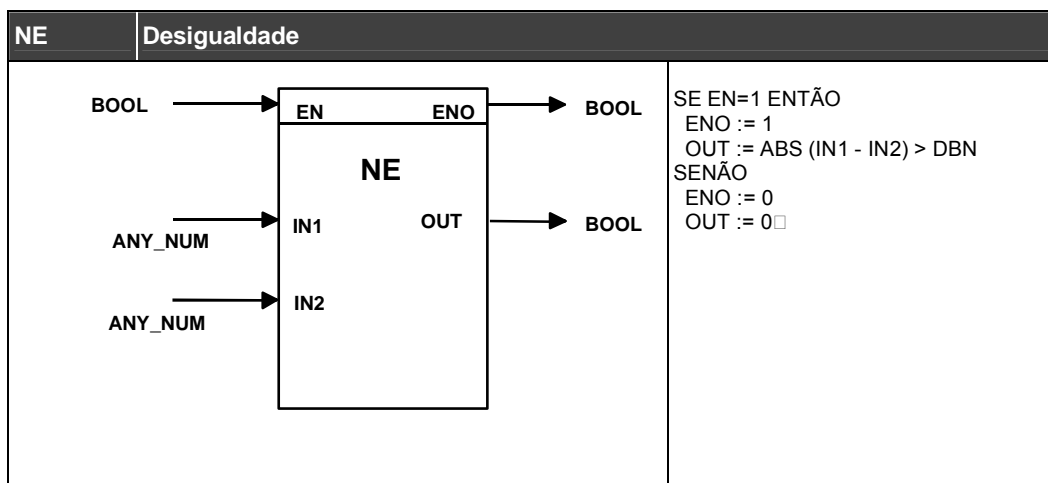 NE Desigualdade
BOOL EN ENO BOOL
NE
IN1 OUT BOOL
ANY_NUM
IN2
ANY_NUM
SE EN=1 ENTÃO
ENO := 1
OUT := ABS (IN1 - IN2) > DBN
SENÃO
ENO := 0
OUT := 0□